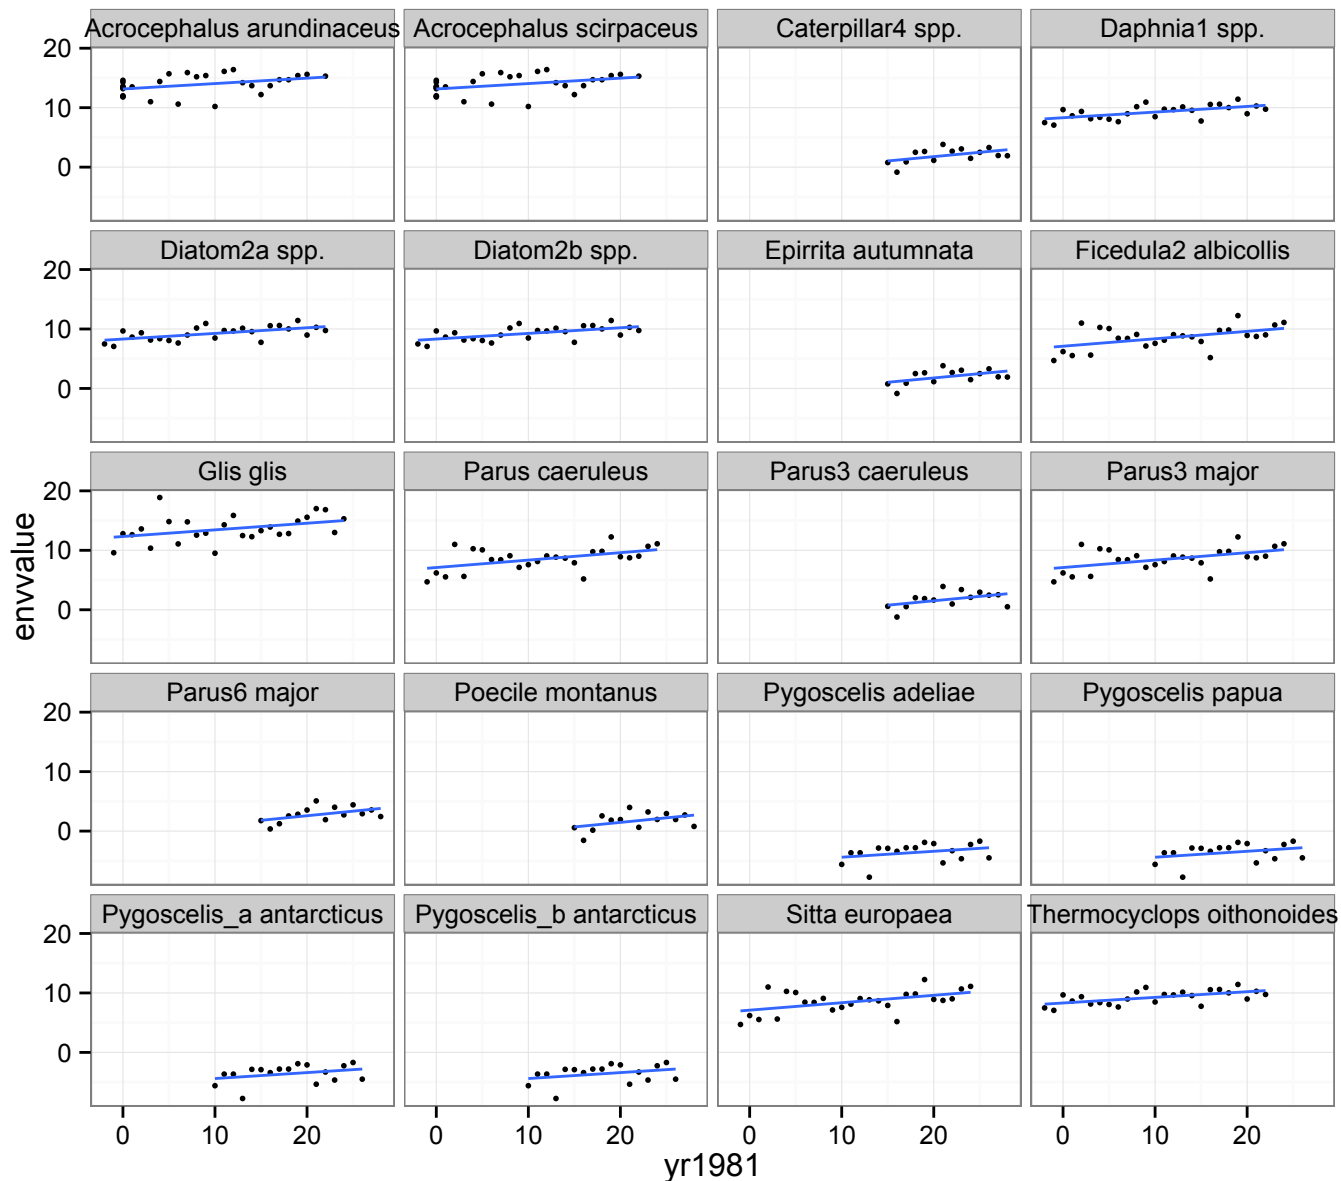 Acrocephalus arundinaceus Acrocephalus scirpaceus Caterpillar4 spp. Daphnia1 spp.
20
10
0
Diatom2a spp. Diatom2b spp. Epirrita autumnata Ficedula2 albicollis
20
10
0
Glis glis Parus caeruleus Parus3 caeruleus Parus3 major
20
10
0
envvalue
Parus6 major Poecile montanus Pygoscelis adeliae Pygoscelis papua
20
10
0
Pygoscelis_a antarcticus Pygoscelis_b antarcticus Sitta europaea Thermocyclops oithonoides
20
10
0
0 10 20 0 10 20 0 10 20 0 10 20
yr1981